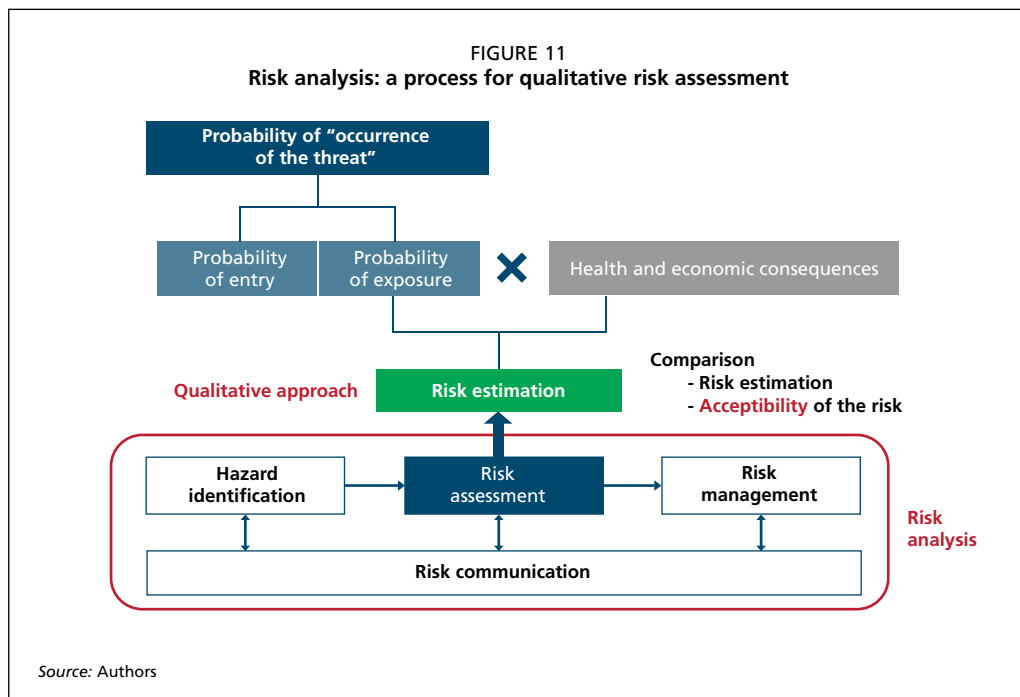 FIGURE 11
Risk analysis: a process for qualitative risk assessment
Probability of “occurrence
of the threat”
Probability
of entry
Probability
of exposure
Health and economic consequences
Qualitative approach
Risk estimation
Comparison
- Risk estimation
- Acceptibility of the risk
Hazard
identification
Risk
assessment
Risk
management
Risk
analysis
Risk communication
Source: Authors